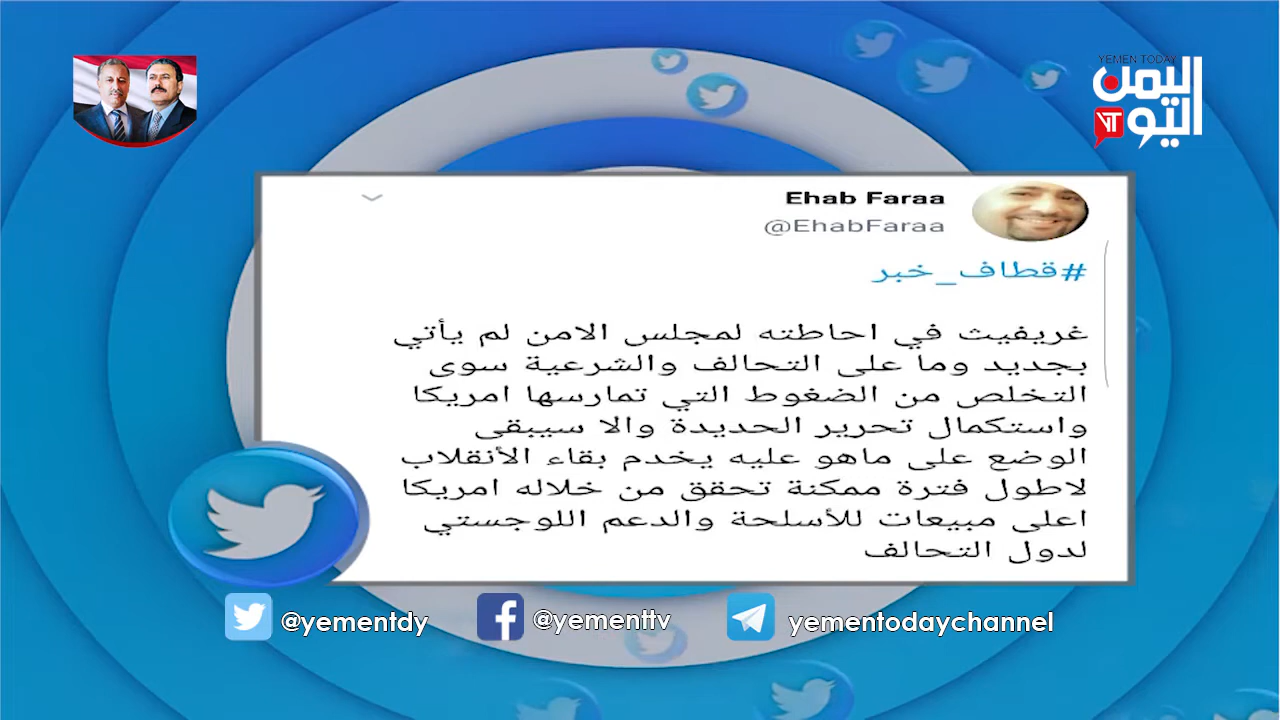 YEMEN TODAY
اليمن
اليوم
YT
Ehab Faraa
@EhabFaraa
#قطاف_خبر
غريفيث في احاطته لمجلس الامن لم يأتي
بجديد وما على التحالف والشرعية سوى
التخلص من الضغوط التي تمارسها امريكا
واستكمال تحرير الحديدة والا سيبقى
الوضع على ماهو عليه يخدم بقاء الأنقلاب
لاطول فترة ممكنة تحقق من خلاله امريكا
اعلى مبيعات للأسلحة والدعم اللوجستي
لدول التحالف
@yementdy
@yementtv
yementodaychannel